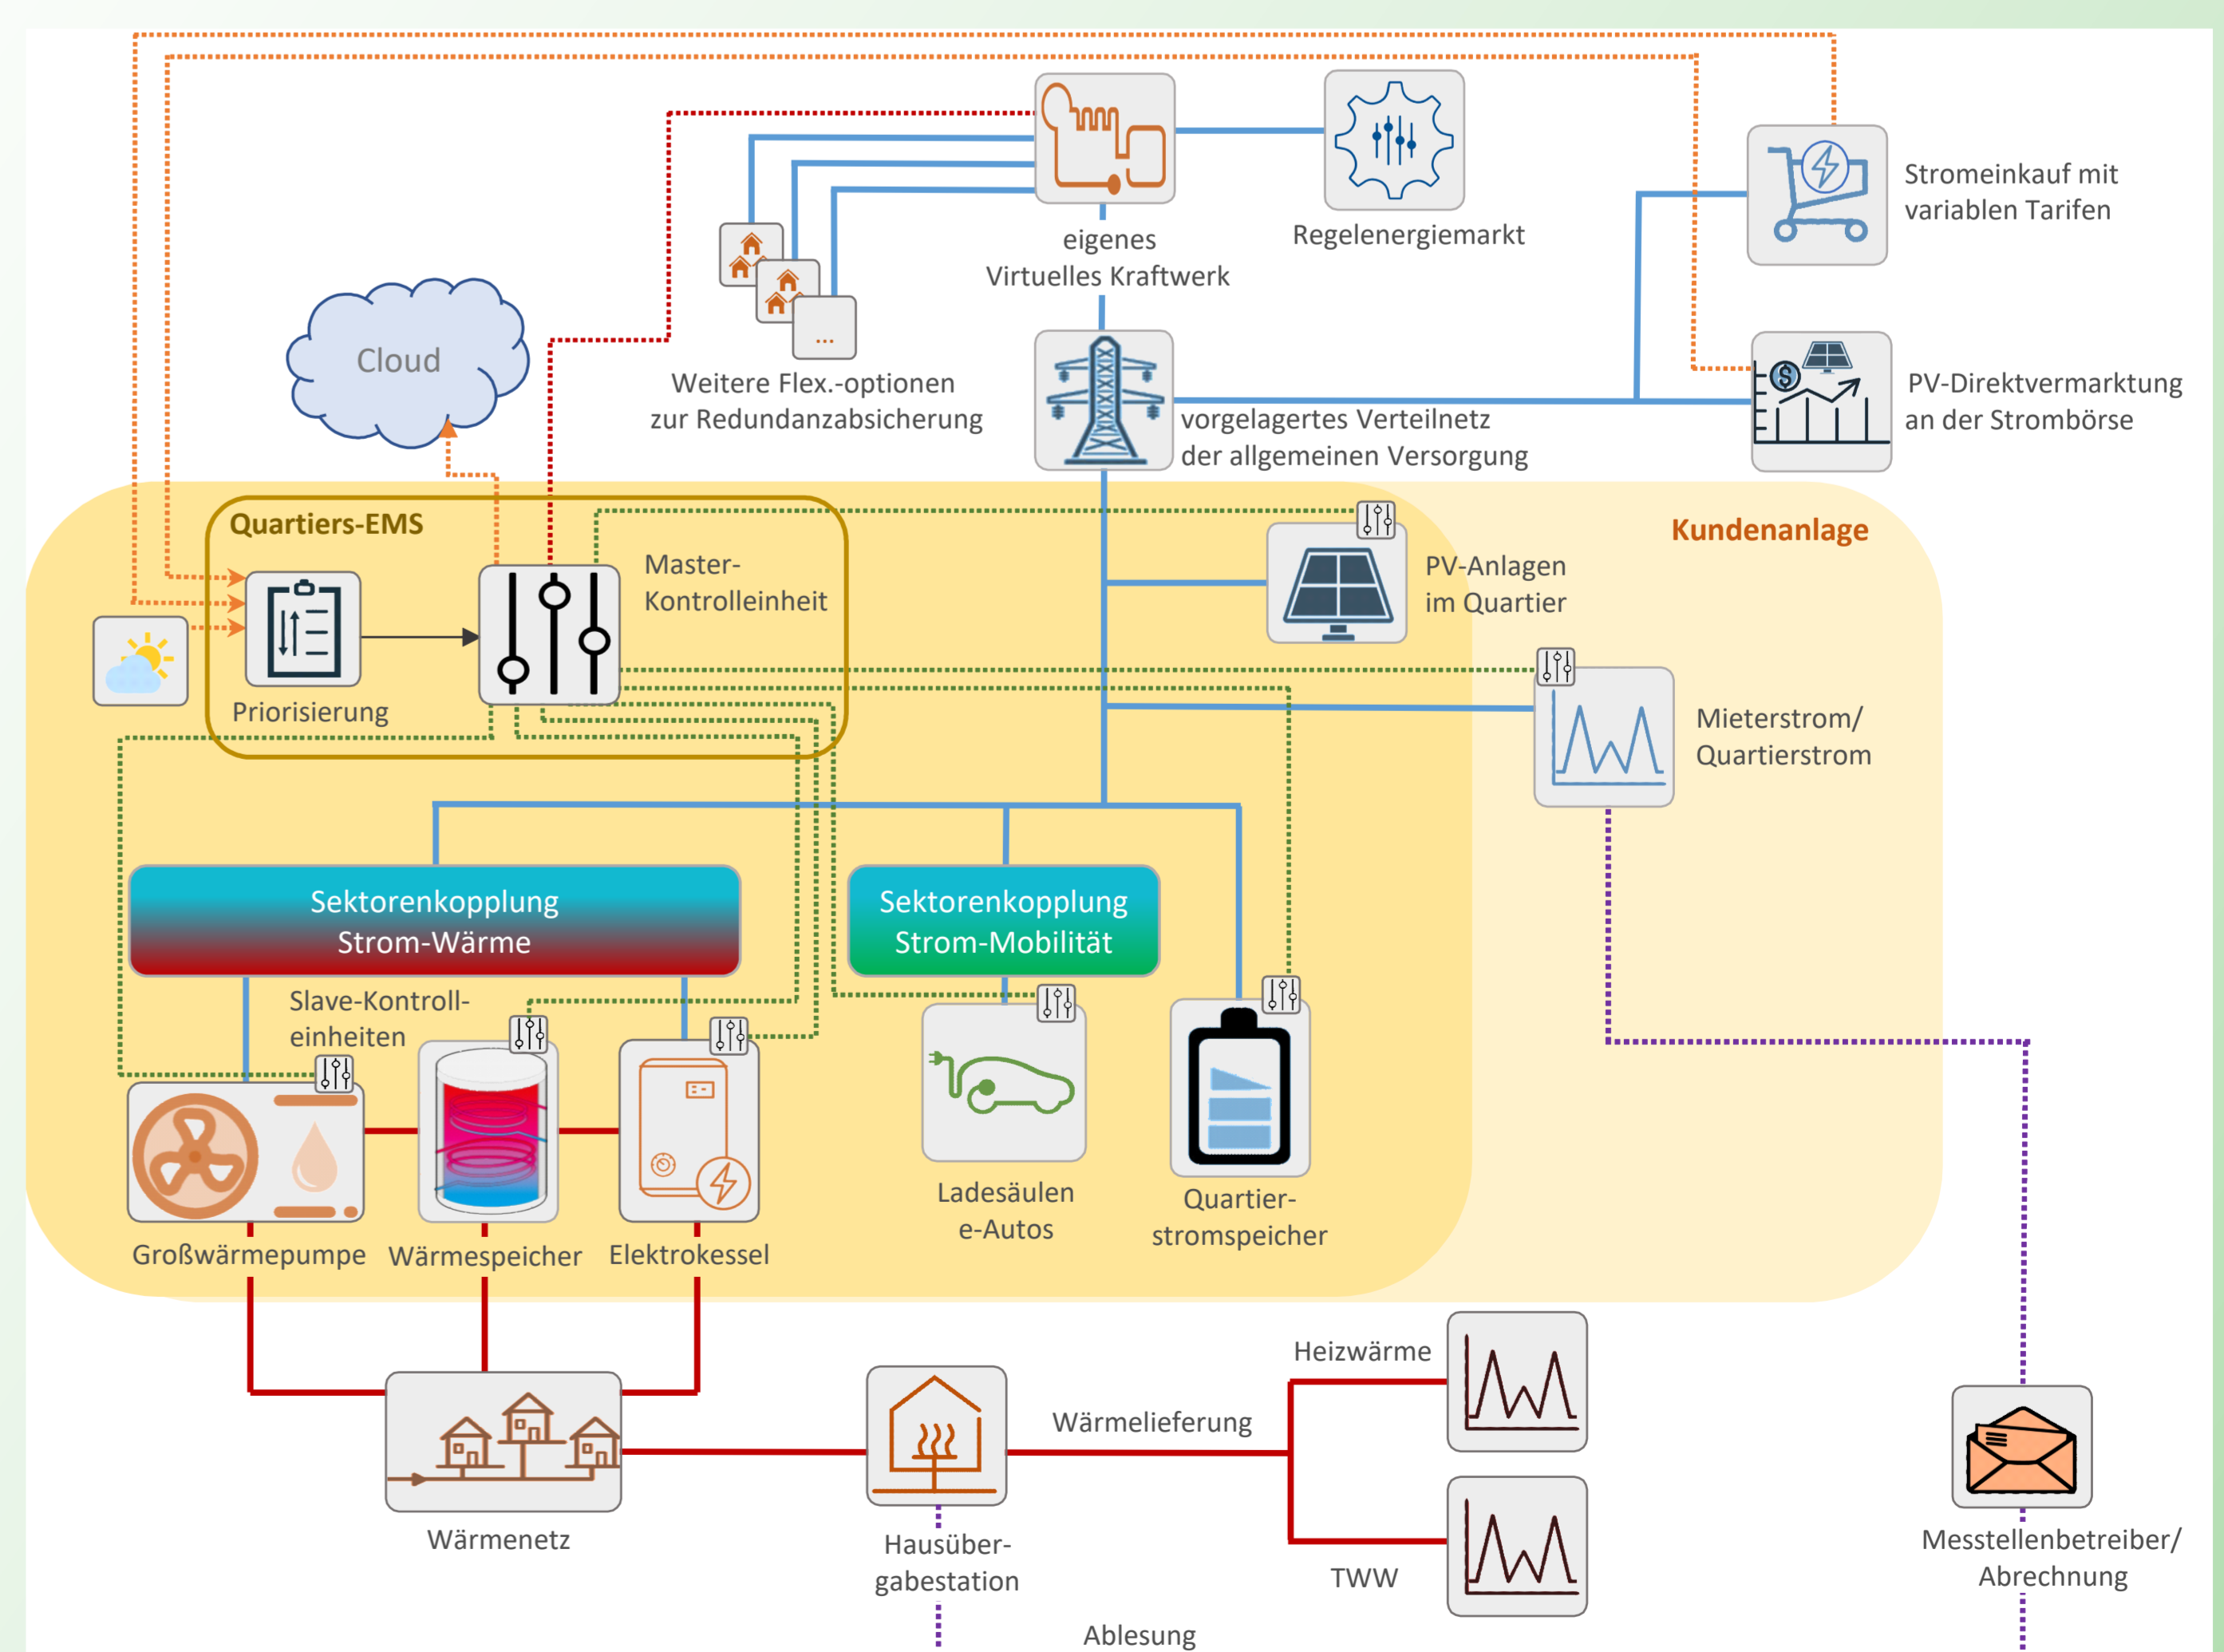 eigenes
Virtuelles Kraftwerk
Regelenergiemarkt
Stromeinkauf mit
variablen Tarifen
Cloud
...
Weitere Flex.-optionen
zur Redundanzabsicherung
vorgelagertes Verteilnetz
der allgemeinen Versorgung
$
PV-Direktvermarktung
an der Strombörse
Quartiers-EMS
Kundenanlage
Master-
Kontrolleinheit
PV-Anlagen
im Quartier
Priorisierung
Mieterstrom/
Quartierstrom
Sektorenkopplung
Strom-Wärme
Sektorenkopplung
Strom-Mobilität
Slave-Kontroll-
einheiten
Großwärmepumpe
Wärmespeicher
Elektrokessel
Ladesäulen
e-Autos
Quartier-
stromspeicher
Heizwärme
Wärmelieferung
Wärmenetz
Hausüber-
gabestation
TWW
Messtellenbetreiber/
Abrechnung
Ablesung